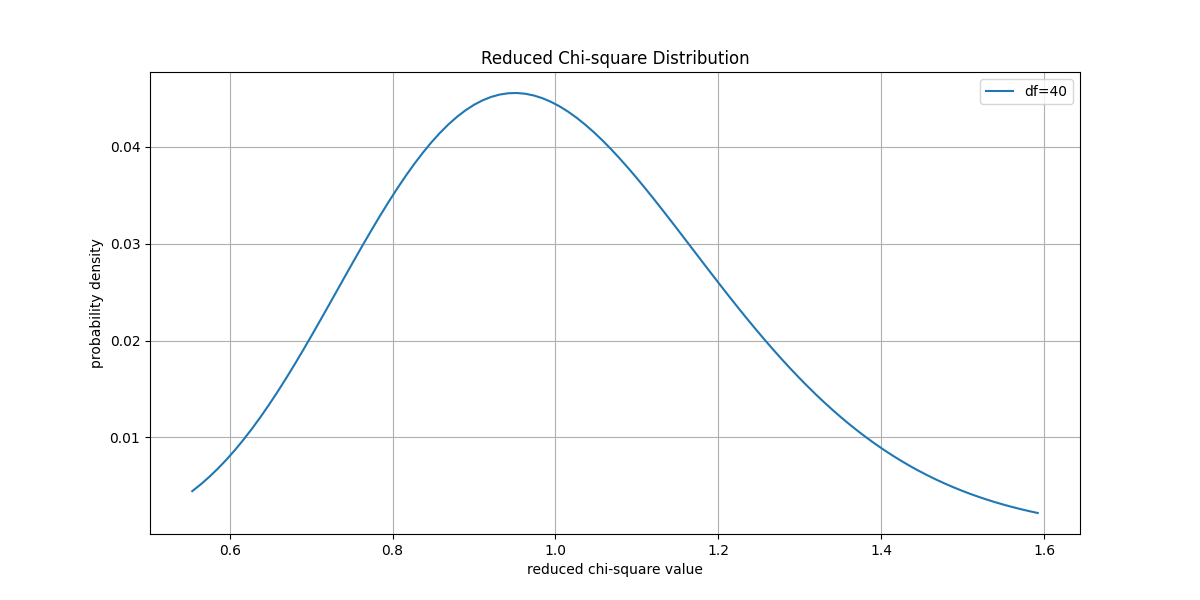 Reduced Chi-square Distribution
df=40
probability density
0.04
0.03
0.02
0.01
0.6 0.8 1.0 1.2 1.4 1.6
reduced chi-square value